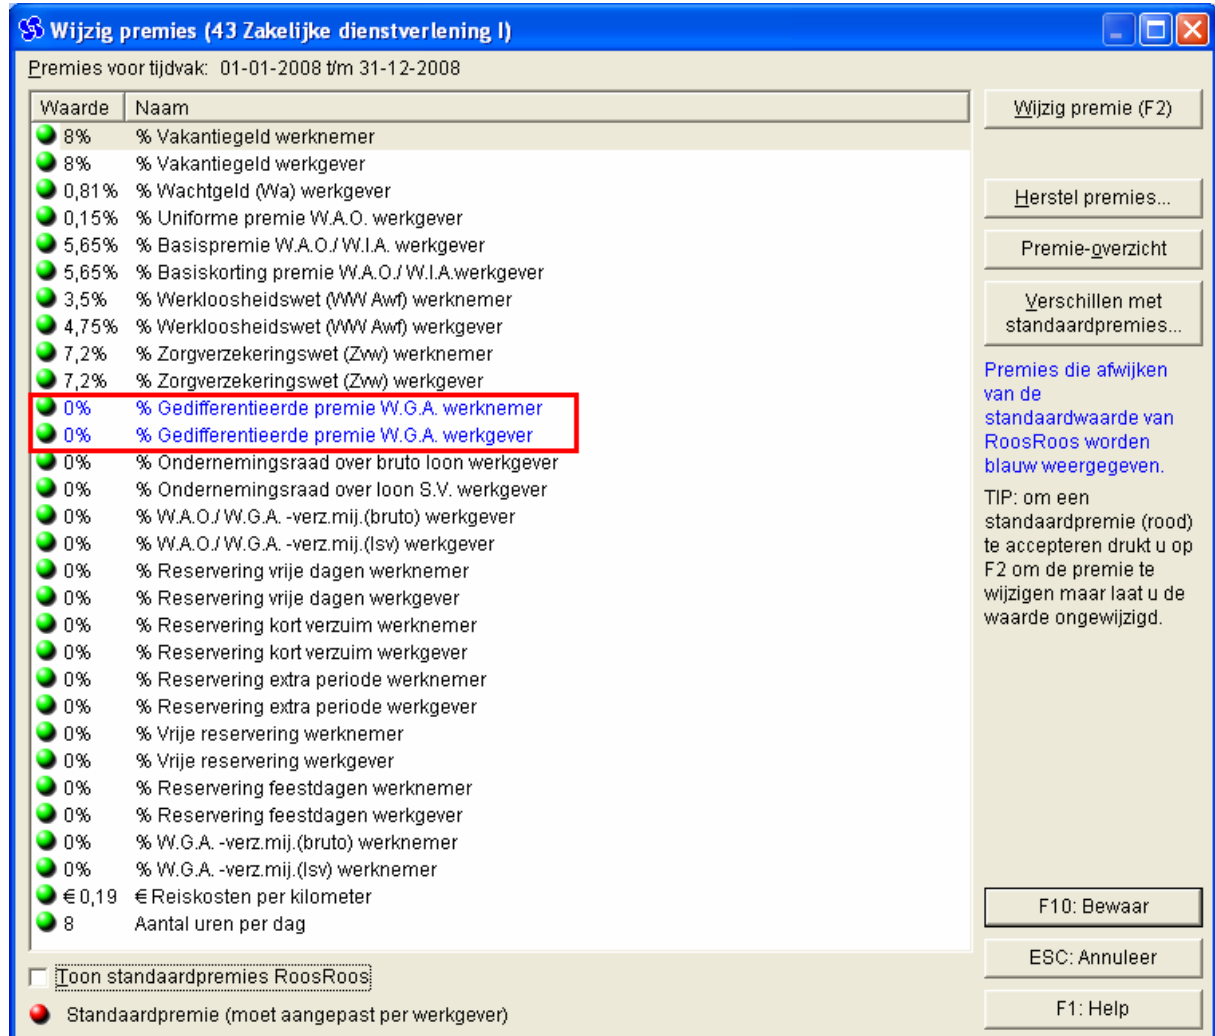 Wijzig premies (43 Zakelijke dienstverlening I)
Premies voor tijdvak: 01-01-2008 t/m 31-12-2008
Waarde Naam
8% % Vakantiegeld werknemer
8% % Vakantiegeld werkgever
0,81% % Wachtgeld (Wa) werkgever
0,15% % Uniforme premie W.A.O. werkgever
5,65% % Basispremie W.A.O./ W.I.A. werkgever
5,65% % Basiskorting premie W.A.O./ W.I.A.werkgever
3,5% % Werkloosheidswet (WW Awf) werknemer
4,75% % Werkloosheidswet (WW Awf) werkgever
7,2% % Zorgverzekeringswet (Zvw) werknemer
7,2% % Zorgverzekeringswet (Zvw) werkgever
0% % Gedifferentieerde premie W.G.A. werknemer
0% % Gedifferentieerde premie W.G.A. werkgever
0% % Ondernemingsraad over bruto loon werkgever
0% % Ondernemingsraad over loon S.V. werkgever
0% % W.A.O./ W.G.A. -verz.mij.(bruto) werkgever
0% % W.A.O./ W.G.A. -verz.mij.(lsv) werkgever
0% % Reservering vrije dagen werknemer
0% % Reservering vrije dagen werkgever
0% % Reservering kort verzuim werknemer
0% % Reservering kort verzuim werkgever
0% % Reservering extra periode werknemer
0% % Reservering extra periode werkgever
0% % Vrije reservering werknemer
0% % Vrije reservering werkgever
0% % Reservering feestdagen werknemer
0% % Reservering feestdagen werkgever
0% % W.G.A. -verz.mij.(bruto) werknemer
0% % W.G.A. -verz.mij.(lsv) werknemer
€ 0,19 € Reiskosten per kilometer
8 Aantal uren per dag
Toon standaardpremies RoosRoos
Standaardpremie (moet aangepast per werkgever)
Wijzig premie (F2)
Herstel premies...
Premie-overzicht
Verschillen met
standaardpremies...
Premies die afwijken
van de
standaardwaarde van
RoosRoos worden
blauw weergegeven.
TIP: om een
standaardpremie (rood)
te accepteren drukt u op
F2 om de premie te
wijzigen maar laat u de
waarde ongewijzigd.
F10: Bewaar
ESC: Annuleer
F1: Help